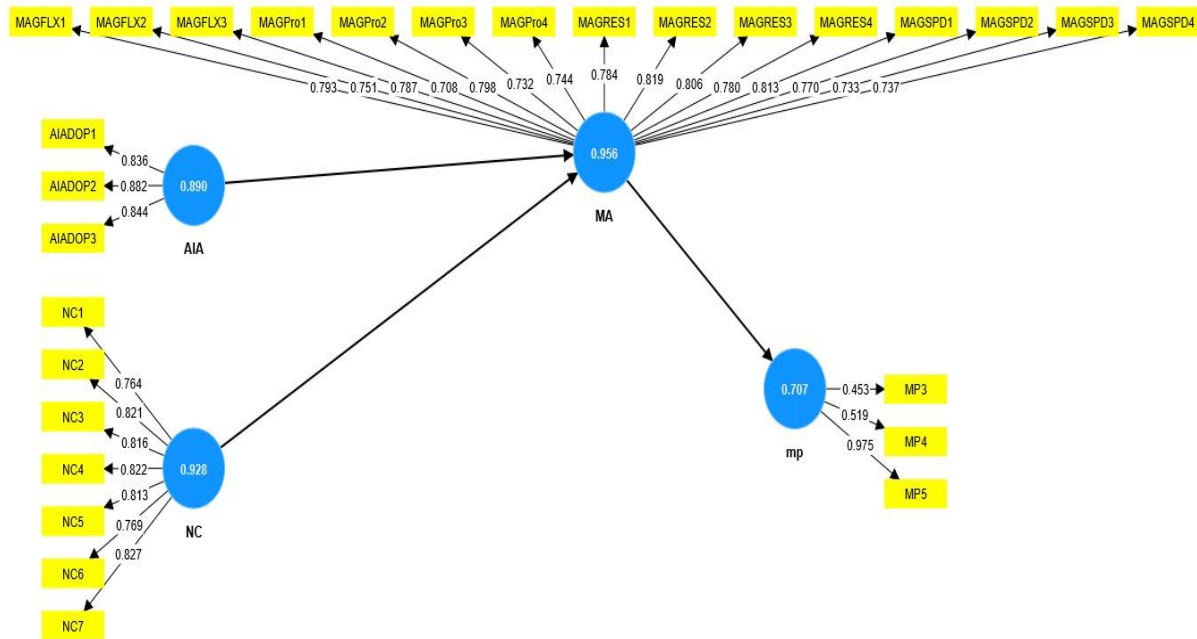 MAGFLX1 MAGFLX2 MAGFLX3 MAGPro1 MAGPro2 MAGPro3 MAGPro4 MAGRES1 MAGRES2 MAGRES3 MAGRES4 MAGSPD1 MAGSPD2 MAGSPD3 MAGSPD4
0.793 0.751 0.787 0.708 0.798 0.732 0.744 0.784 0.819 0.806 0.780 0.813 0.770 0.733 0.737
AIADOP1
0.836
AIADOP2
0.882
0.844
AIADOP3
0.890
AIA
0.956
MA
NC1
NC2
0.764
0.821
NC3
0.816
NC4
0.822
0.813
NC5
0.769
NC6
0.827
NC7
0.928
NC
0.707
mp
0.453
MP3
0.519
MP4
0.975
MP5